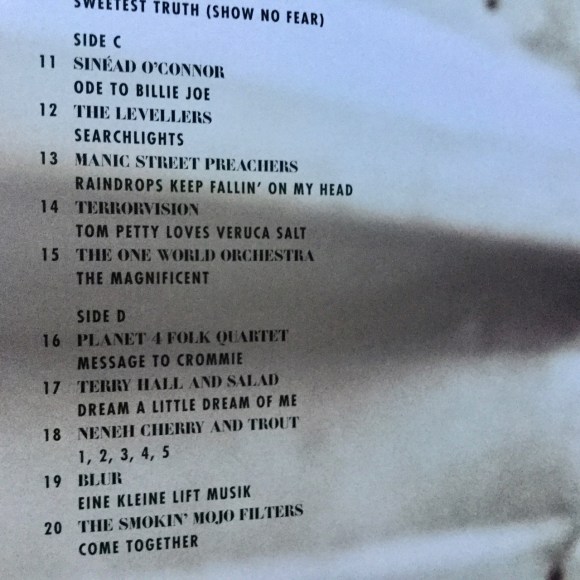 SWEETEST TRUTH (SHOW NO FEAR)
SIDE C
11 SINÉAD O'CONNOR
ODE TO BILLIE JOE
12 THE LEVELLERS
SEARCHLIGHTS
13 MANIC STREET PREACHERS
RAINDROPS KEEP FALLIN' ON MY HEAD
14 TERRORVISION
TOM PETTY LOVES VERUCA SALT
15 THE ONE WORLD ORCHESTRA
THE MAGNIFICENT
SIDE D
16 PLANET 4 FOLK QUARTET
MESSAGE TO CROMMIE
17 TERRY HALL AND SALAD
DREAM A LITTLE DREAM OF ME
18 NENEH CHERRY AND TROUT
1, 2, 3, 4, 5
19 BLUR
EINE KLEINE LIFT MUSIK
20 THE SMOKIN' MOJO FILTERS
COME TOGETHER